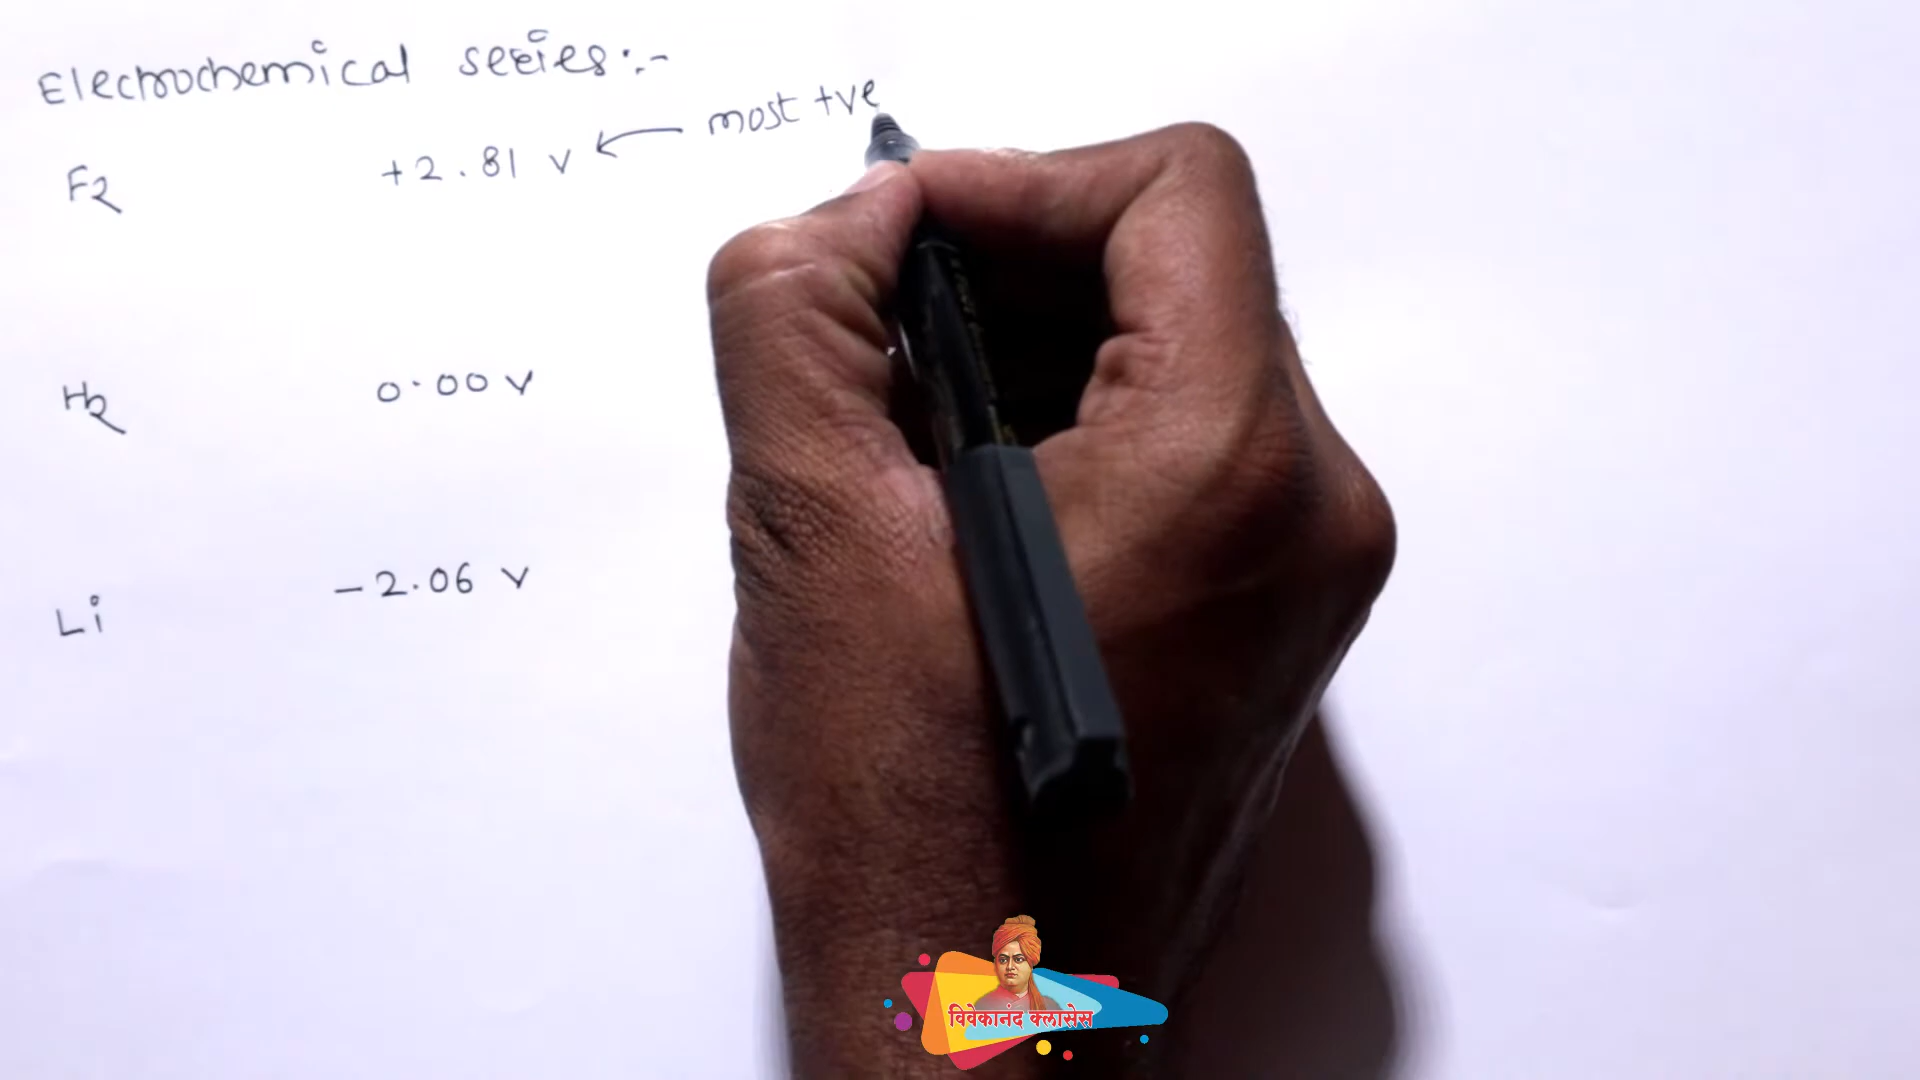 Electrochemical series:-
F2 +2.81 V ← most +ve
H2 0.00 V
Li -2.06 V
विवेकानंद क्लासेस